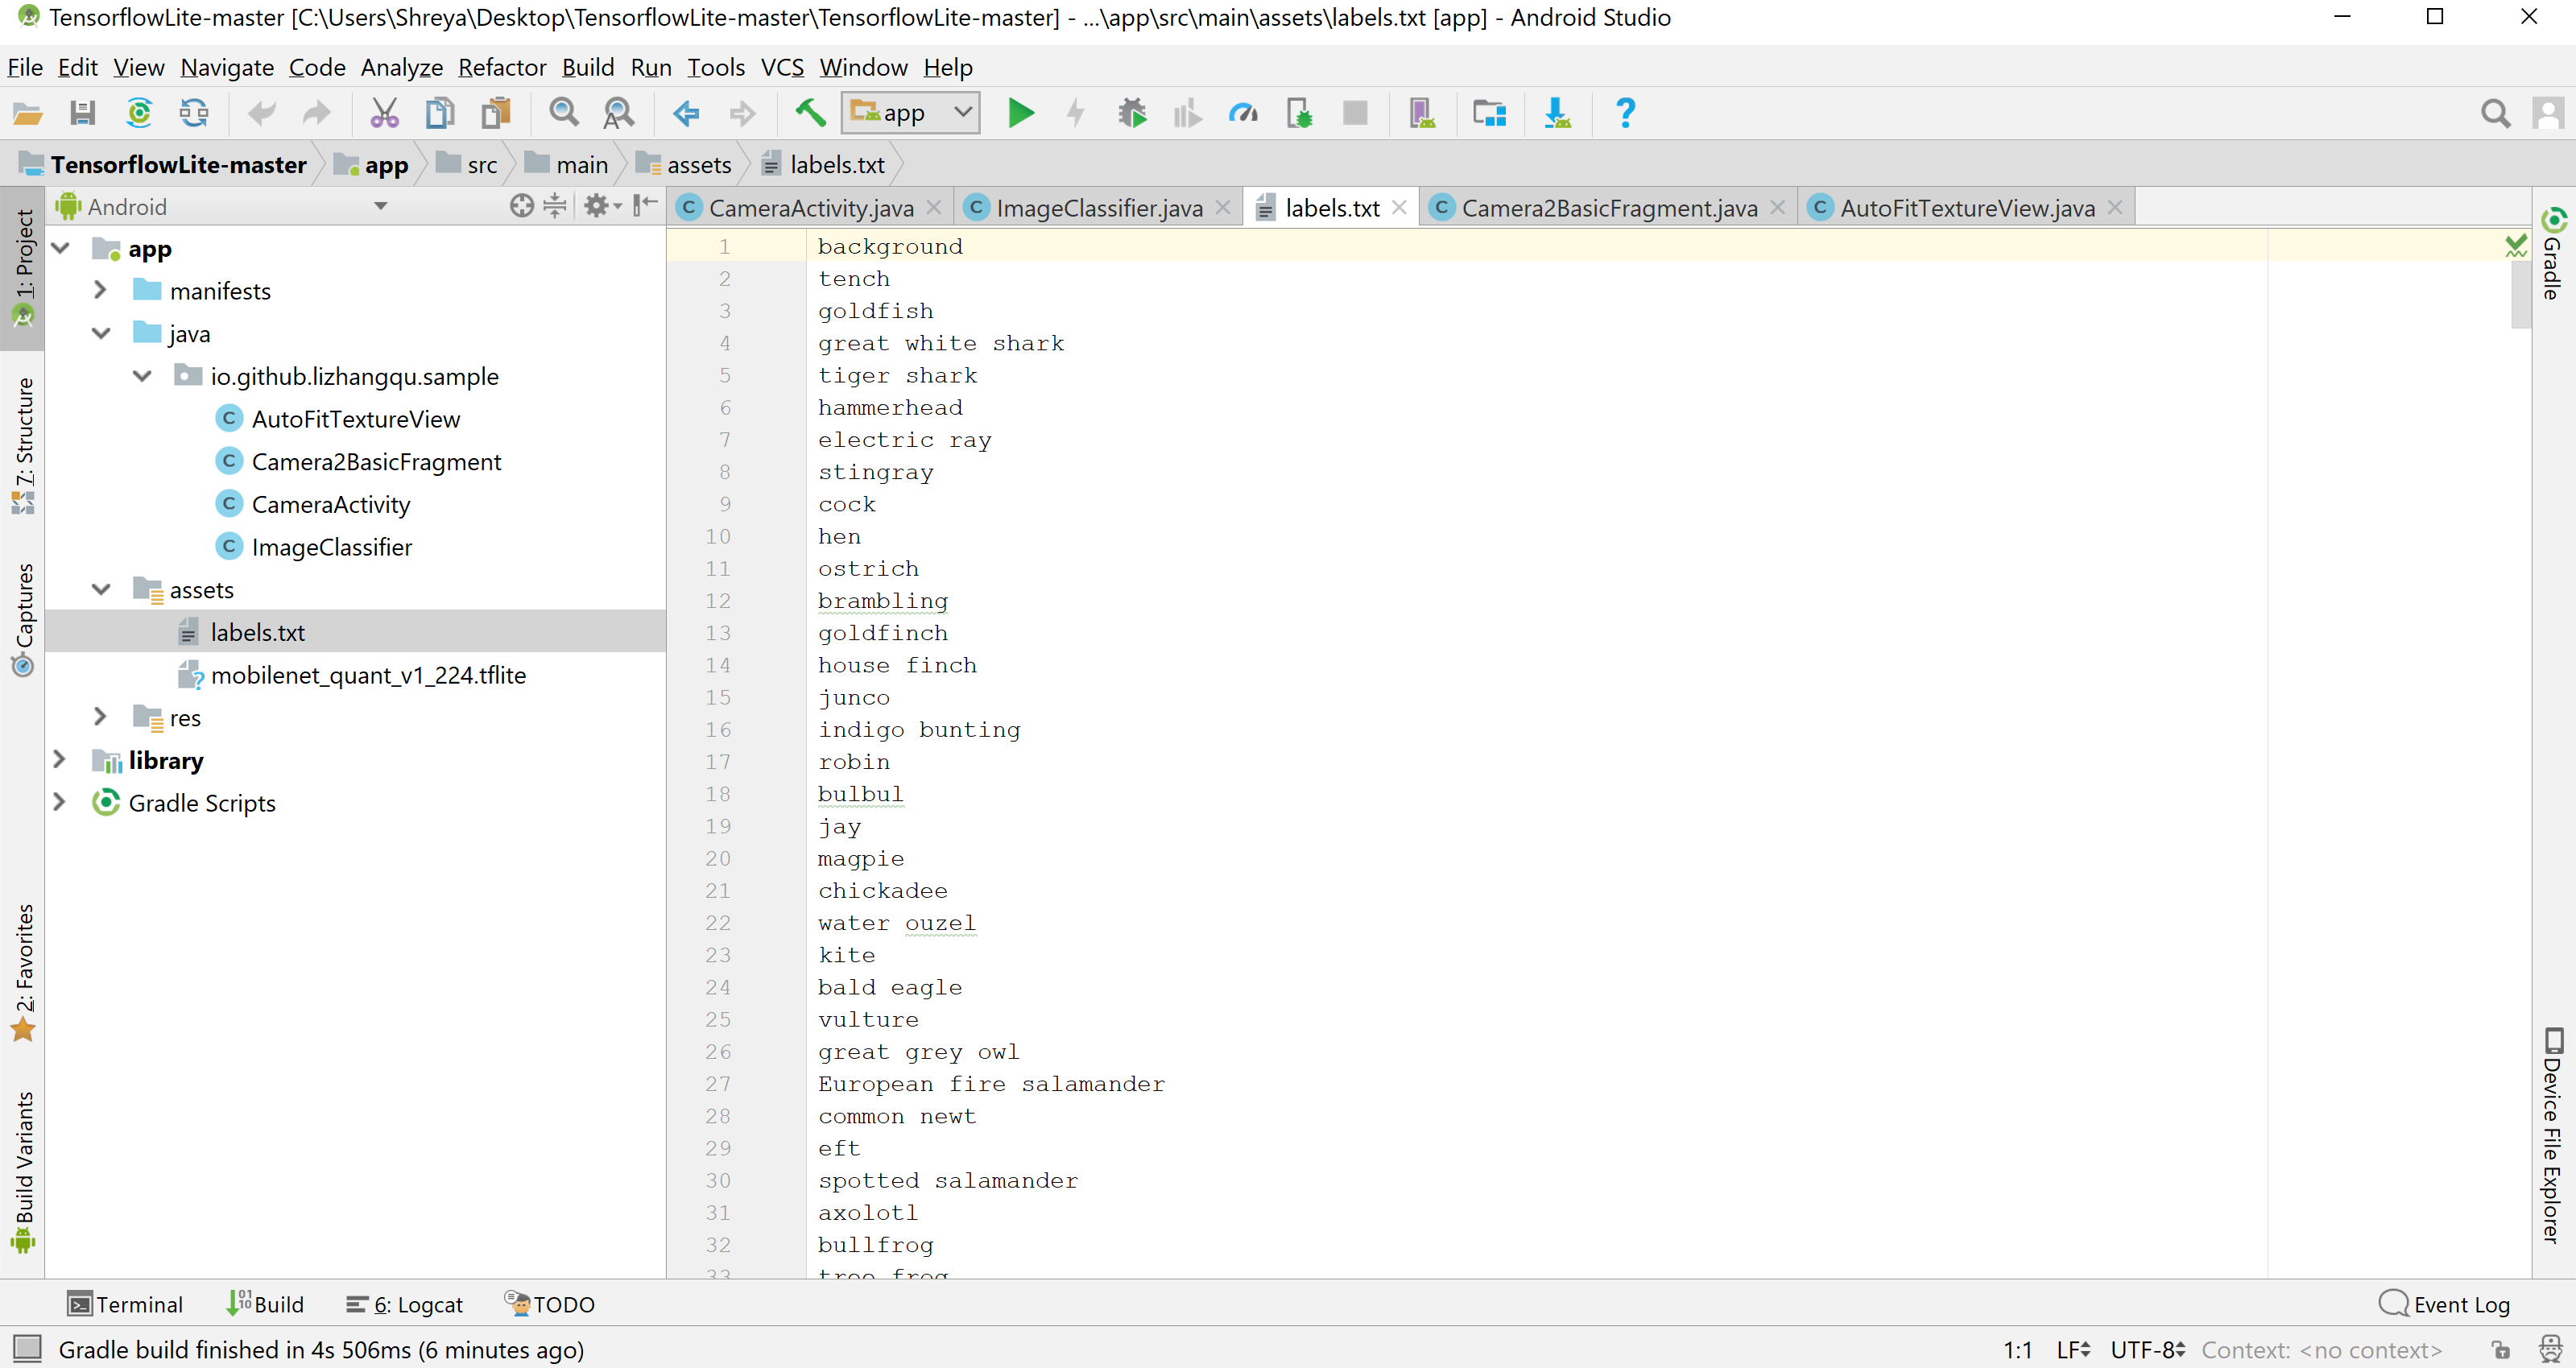 TensorflowLite-master [C:\Users\Shreya\Desktop\TensorflowLite-master\TensorflowLite-master] - ...\app\src\main\assets\labels.txt [app] - Android Studio
File Edit View Navigate Code Analyze Refactor Build Run Tools VCS Window Help
app
TensorflowLite-master app src main assets labels.txt
Android
CameraActivity.java ImageClassifier.java labels.txt Camera2BasicFragment.java AutoFitTextureView.java
1: Project
7: Structure
Captures
2: Favorites
Build Variants
app
manifests
java
io.github.lizhangqu.sample
AutoFitTextureView
Camera2BasicFragment
CameraActivity
ImageClassifier
assets
labels.txt
mobilenet_quant_v1_224.tflite
res
library
Gradle Scripts
1 background
2 tench
3 goldfish
4 great white shark
5 tiger shark
6 hammerhead
7 electric ray
8 stingray
9 cock
10 hen
11 ostrich
12 brambling
13 goldfinch
14 house finch
15 junco
16 indigo bunting
17 robin
18 bulbul
19 jay
20 magpie
21 chickadee
22 water ouzel
23 kite
24 bald eagle
25 vulture
26 great grey owl
27 European fire salamander
28 common newt
29 eft
30 spotted salamander
31 axolotl
32 bullfrog
33 tree frog
Gradle
Device File Explorer
Terminal Build 6: Logcat TODO Event Log
Gradle build finished in 4s 506ms (6 minutes ago) 1:1 LF UTF-8 Context: <no context>